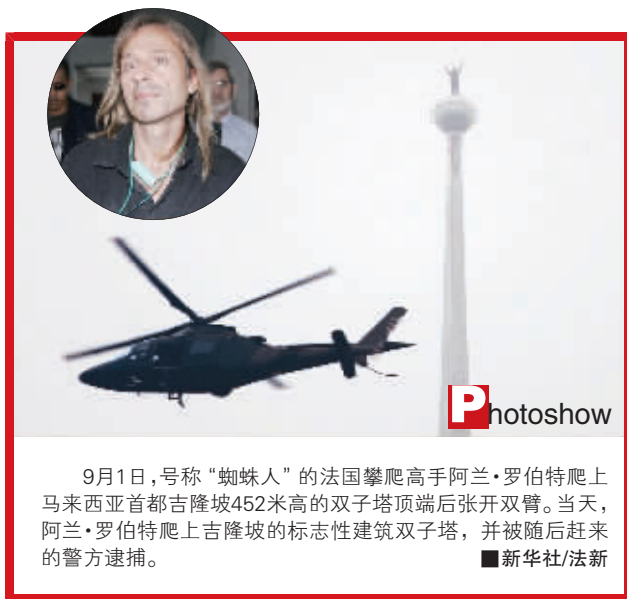 Photoshow
9月1日，号称“蜘蛛人”的法国攀爬高手阿兰·罗伯特爬上
马来西亚首都吉隆坡452米高的双子塔顶端后张开双臂。当天，
阿兰·罗伯特爬上吉隆坡的标志性建筑双子塔，并被随后赶来
的警方逮捕。 ■新华社/法新